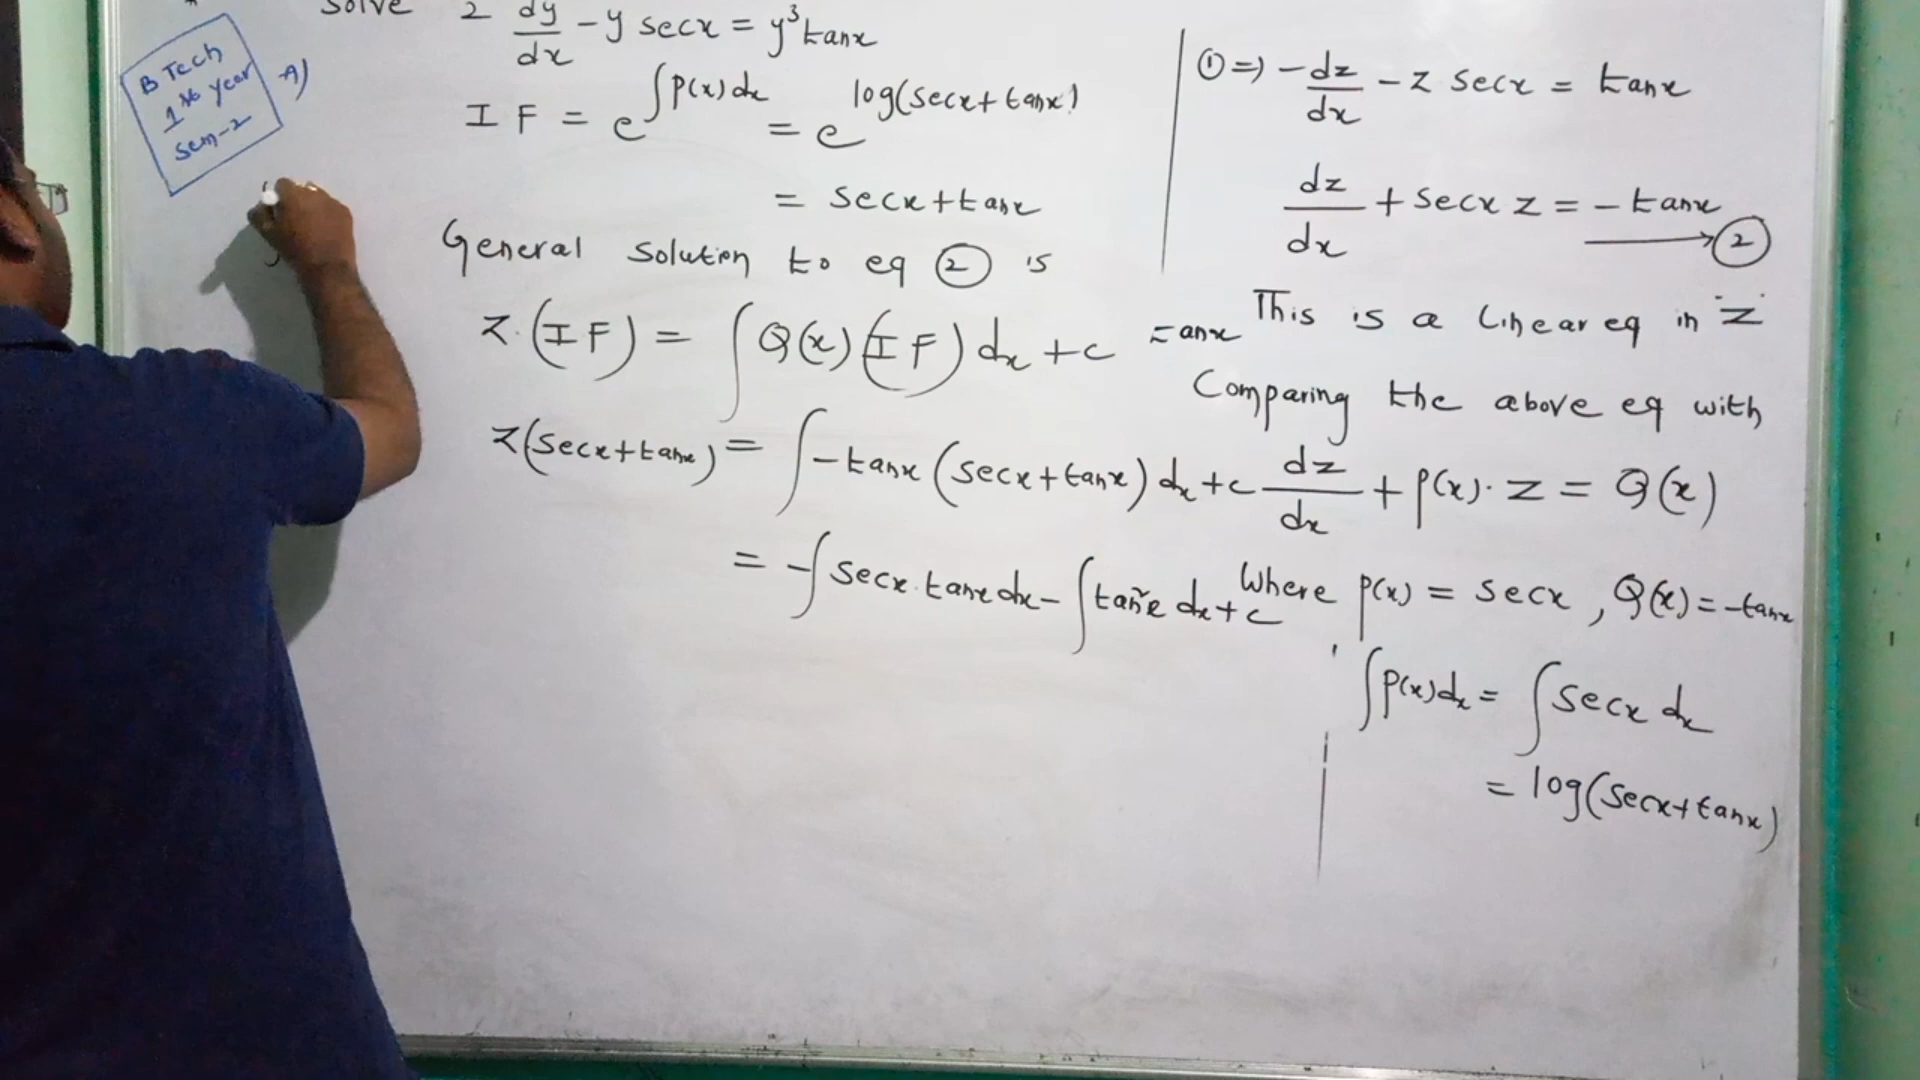 Solve 2 dy/dx - y secx = y³ tanx
B Tech
1st year
Sem-2
A)
I F = e^∫P(x)dx = e^log(secx+tanx)
= secx+tanx
General solution to eq ② is
z.(IF) = ∫Q(x)(IF)dx+c
z(secx+tanx) = ∫-tanx(secx+tanx)dx+c
= -∫secx.tanx dx-∫tan²x dx+c
①⇒ -dz/dx - z secx = tanx
dz/dx + secx z = - tanx → ②
This is a Linear eq in 'z'
=anx
Comparing the above eq with
dz/dx + P(x).z = Q(x)
Where P(x) = secx , Q(x)=-tanx
∫P(x)dx = ∫secx dx
= log(secx+tanx)